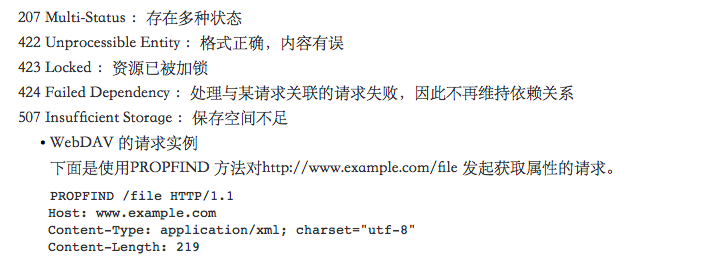 207 Multi-Status： 存在多种状态
422 Unprocessible Entity： 格式正确，内容有误
423 Locked： 资源已被加锁
424 Failed Dependency： 处理与某请求关联的请求失败，因此不再维持依赖关系
507 Insufficient Storage： 保存空间不足
• WebDAV 的请求实例
下面是使用PROPFIND 方法对http://www.example.com/file 发起获取属性的请求。
PROPFIND /file HTTP/1.1
Host: www.example.com
Content-Type: application/xml; charset="utf-8"
Content-Length: 219